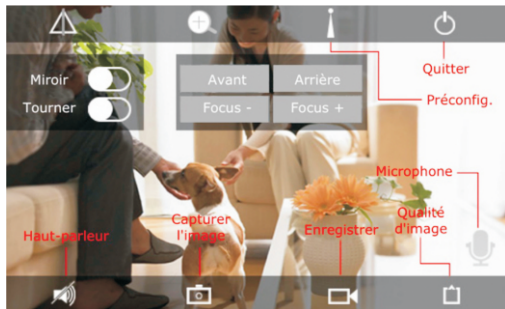 Quitter
Miroir
Tourner
Avant
Arrière
Focus -
Focus +
Préconfig.
Microphone
Capturer
l'image
Qualité
d'image
Haut-parleur
Enregistrer